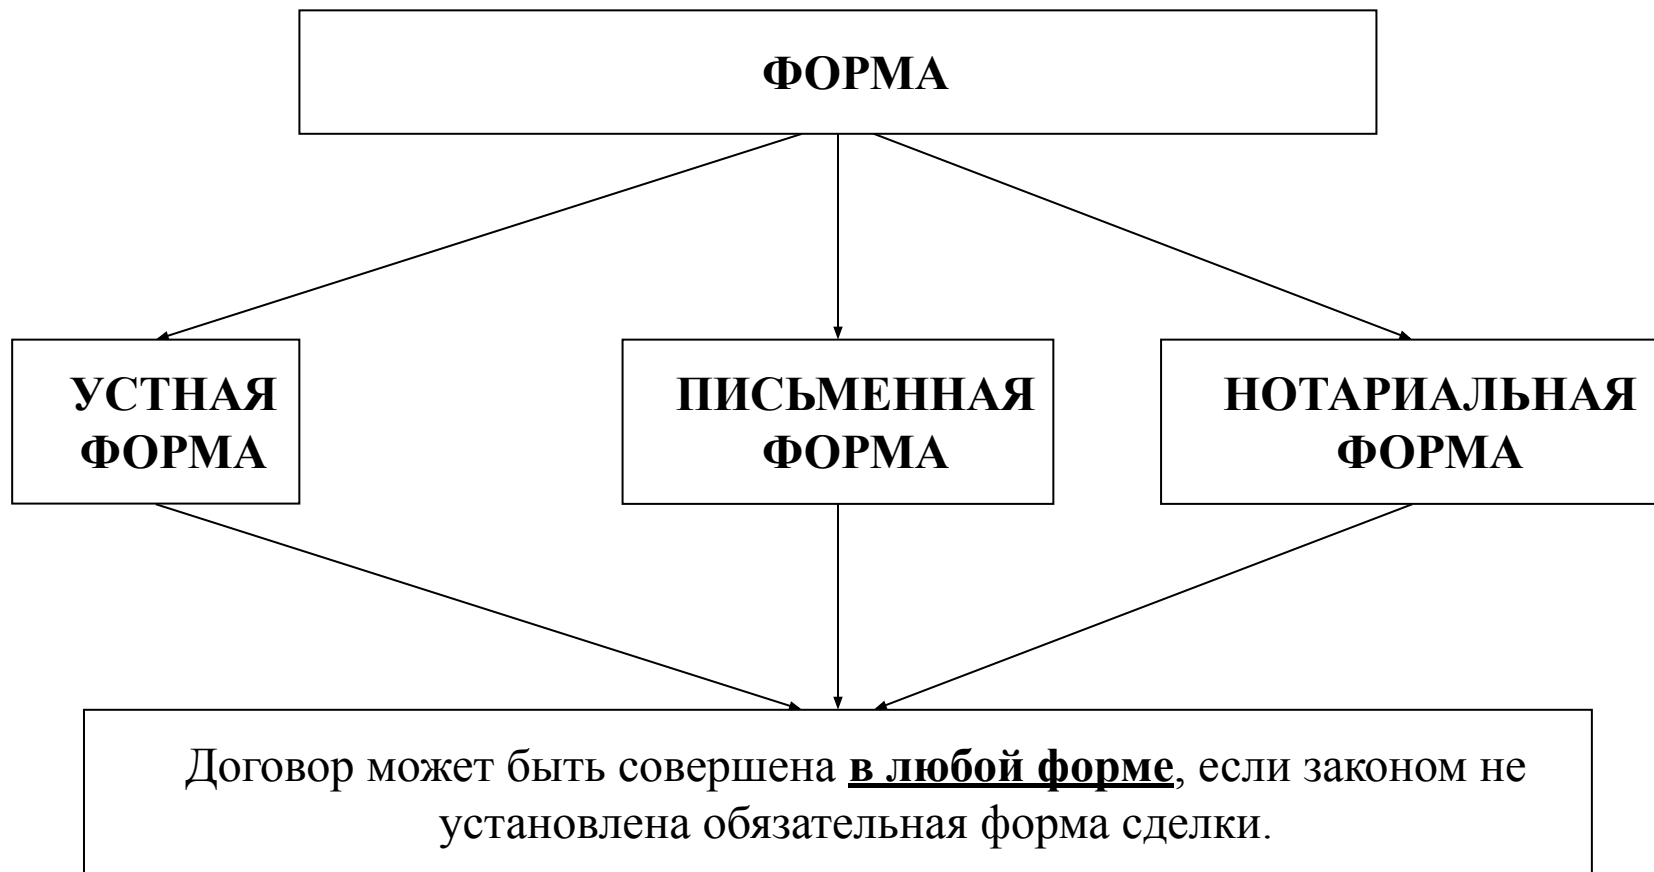 ФОРМА
УСТНАЯ
ФОРМА
ПИСЬМЕННАЯ
ФОРМА
НОТАРИАЛЬНАЯ
ФОРМА
Договор может быть совершена в любой форме, если законом не
установлена обязательная форма сделки.